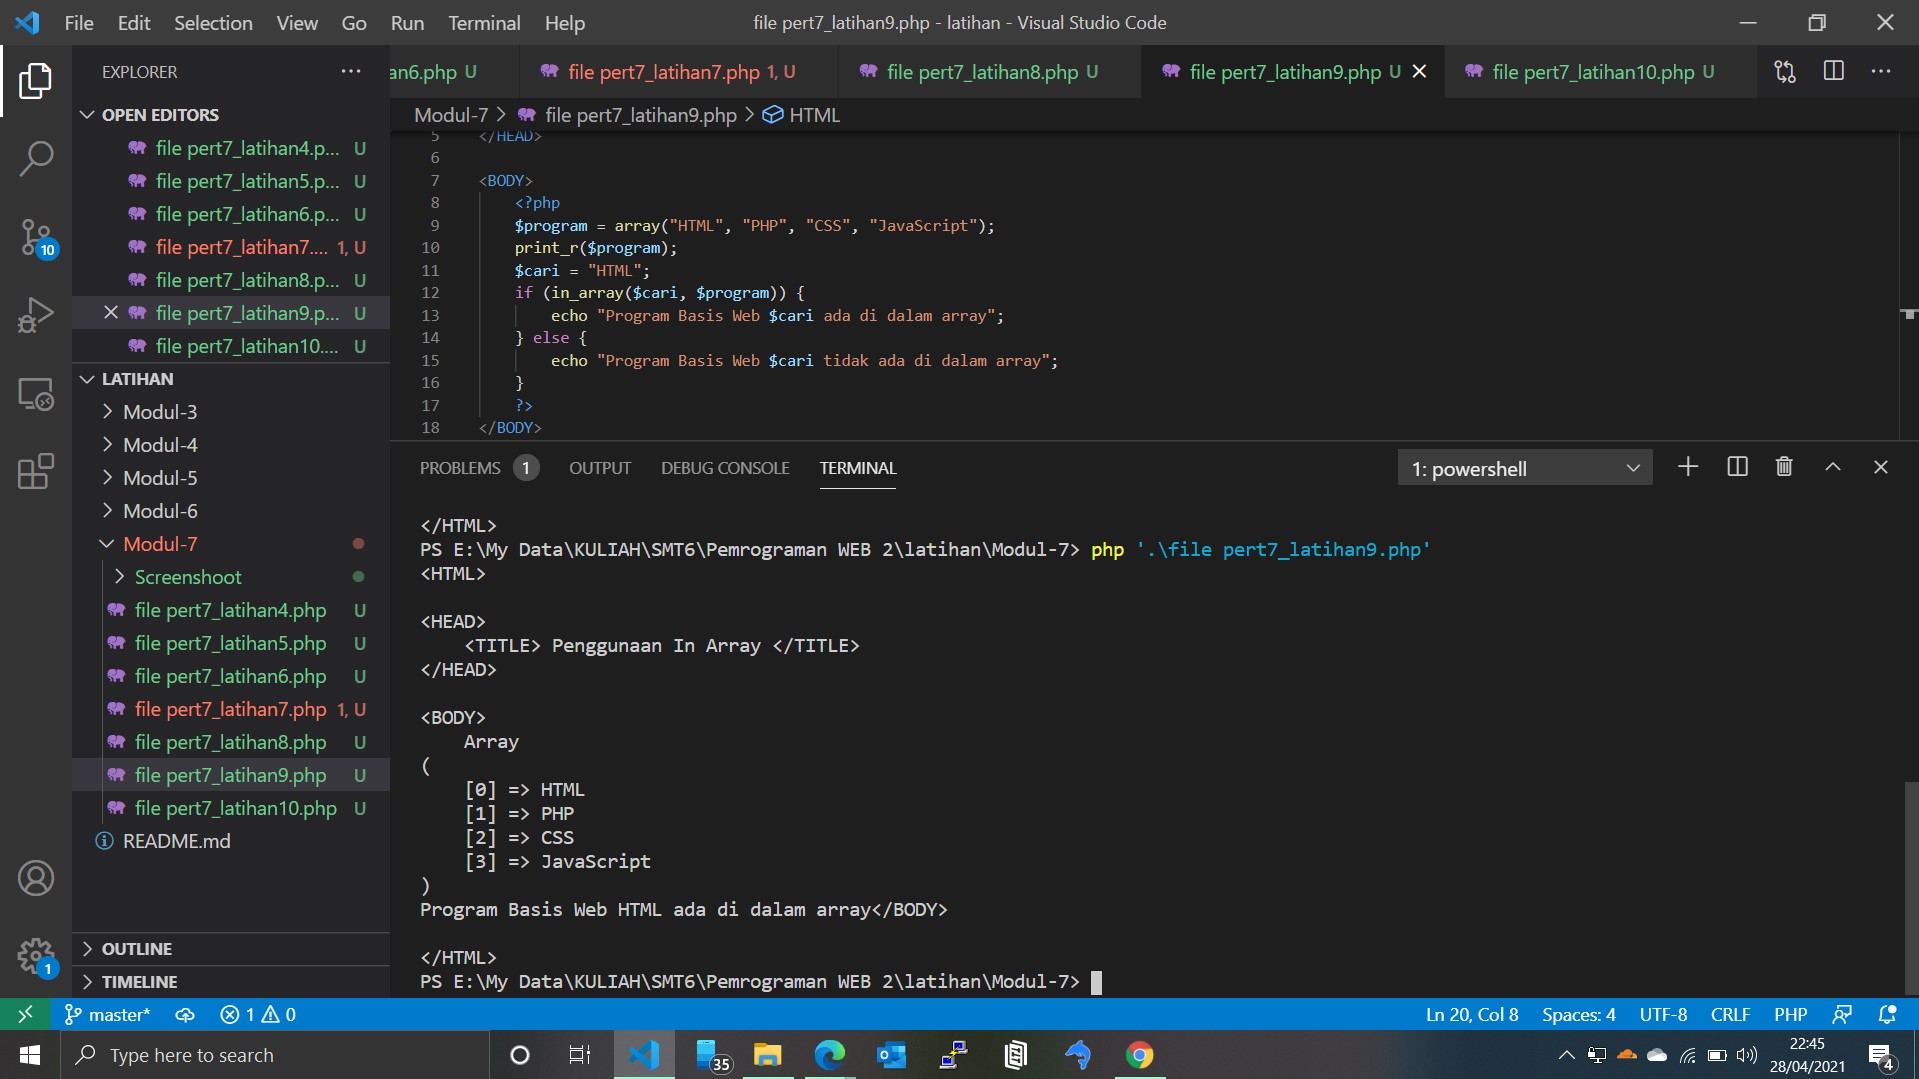 File Edit Selection View Go Run Terminal Help
file pert7_latihan9.php - latihan - Visual Studio Code
EXPLORER
an6.php U
file pert7_latihan7.php 1, U
file pert7_latihan8.php U
file pert7_latihan9.php U
file pert7_latihan10.php U
OPEN EDITORS
file pert7_latihan4.p... U
file pert7_latihan5.p... U
file pert7_latihan6.p... U
file pert7_latihan7.... 1, U
file pert7_latihan8.p... U
file pert7_latihan9.p... U
file pert7_latihan10.... U
LATIHAN
Modul-3
Modul-4
Modul-5
Modul-6
Modul-7
Screenshoot
file pert7_latihan4.php U
file pert7_latihan5.php U
file pert7_latihan6.php U
file pert7_latihan7.php 1, U
file pert7_latihan8.php U
file pert7_latihan9.php U
file pert7_latihan10.php U
README.md
OUTLINE
TIMELINE
10
1
Modul-7 > file pert7_latihan9.php > HTML
5 </HEAD>
6
7 <BODY>
8 <?php
9 $program = array("HTML", "PHP", "CSS", "JavaScript");
10 print_r($program);
11 $cari = "HTML";
12 if (in_array($cari, $program)) {
13 echo "Program Basis Web $cari ada di dalam array";
14 } else {
15 echo "Program Basis Web $cari tidak ada di dalam array";
16 }
17 ?>
18 </BODY>
PROBLEMS 1 OUTPUT DEBUG CONSOLE TERMINAL
1: powershell
</HTML>
PS E:\My Data\KULIAH\SMT6\Pemrograman WEB 2\latihan\Modul-7> php '.\file pert7_latihan9.php'
<HTML>
<HEAD>
<TITLE> Penggunaan In Array </TITLE>
</HEAD>
<BODY>
Array
(
[0] => HTML
[1] => PHP
[2] => CSS
[3] => JavaScript
)
Program Basis Web HTML ada di dalam array</BODY>
</HTML>
PS E:\My Data\KULIAH\SMT6\Pemrograman WEB 2\latihan\Modul-7>
master* 1 0
Ln 20, Col 8 Spaces: 4 UTF-8 CRLF PHP
Type here to search
35
22:45
28/04/2021
4